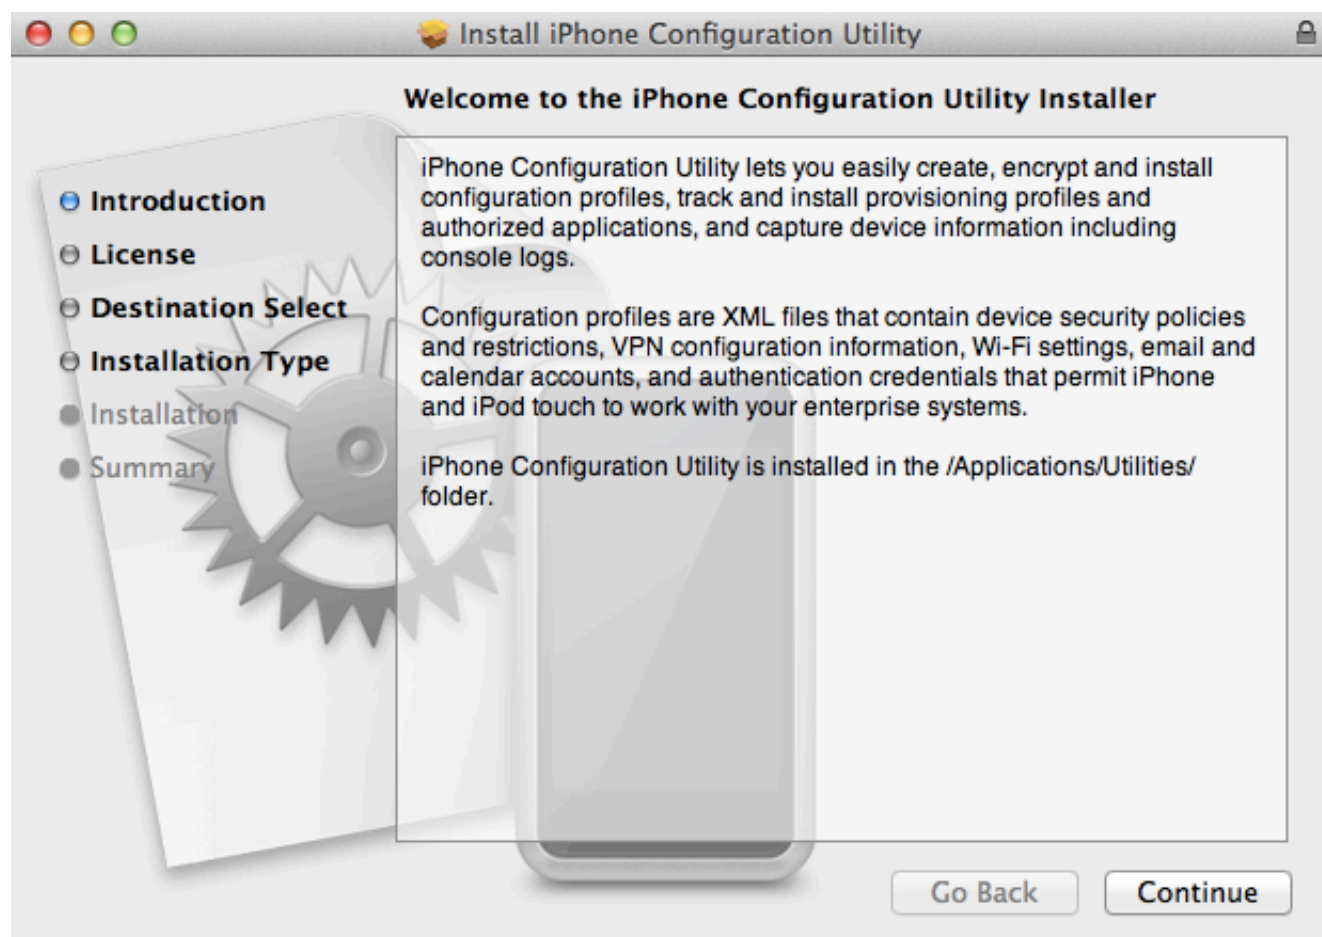 Install iPhone Configuration Utility
Welcome to the iPhone Configuration Utility Installer
Introduction
License
Destination Select
Installation Type
Installation
Summary
iPhone Configuration Utility lets you easily create, encrypt and install
configuration profiles, track and install provisioning profiles and
authorized applications, and capture device information including
console logs.
Configuration profiles are XML files that contain device security policies
and restrictions, VPN configuration information, Wi-Fi settings, email and
calendar accounts, and authentication credentials that permit iPhone
and iPod touch to work with your enterprise systems.
iPhone Configuration Utility is installed in the /Applications/Utilities/
folder.
Go Back
Continue